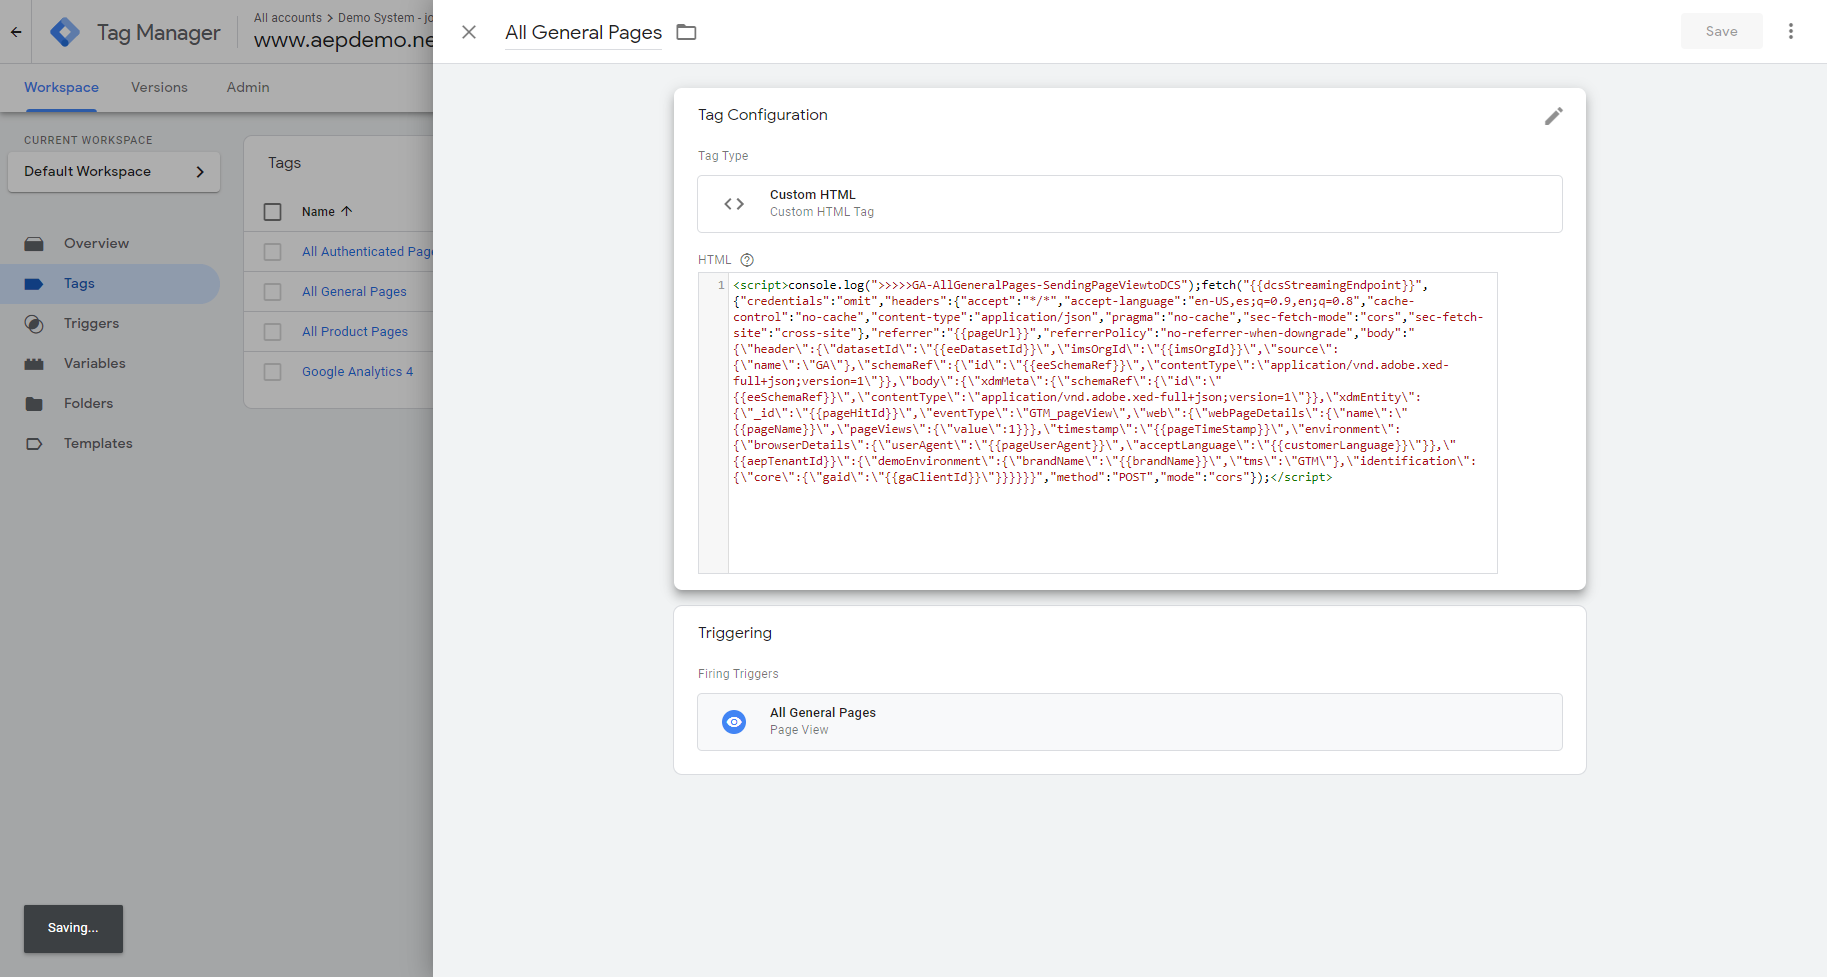 Tag Manager
All accounts > Demo System - jo
www.aepdemo.ne
Workspace
Versions
Admin
CURRENT WORKSPACE
Default Workspace
Overview
Tags
Triggers
Variables
Folders
Templates
Tags
Name
All Authenticated Page
All General Pages
All Product Pages
Google Analytics 4
Saving...
All General Pages
Save
Tag Configuration
Tag Type
Custom HTML
Custom HTML Tag
HTML
1
<script>console.log(">>>>>GA-AllGeneralPages-SendingPageViewtoDCS");fetch("{{dcsStreamingEndpoint}}",
{"credentials":"omit","headers":{"accept":"*/*","accept-language":"en-US,es;q=0.9,en;q=0.8","cache-
control":"no-cache","content-type":"application/json","pragma":"no-cache","sec-fetch-mode":"cors","sec-fetch-
site":"cross-site"},"referrer":"{{pageUrl}}","referrerPolicy":"no-referrer-when-downgrade","body":"
{\"header\":{\"datasetId\":\"{{eeDatasetId}}\",\"imsOrgId\":\"{{imsOrgId}}\",\"source\":
{\"name\":\"GA\"},\"schemaRef\":{\"id\":\"{{eeSchemaRef}}\",\"contentType\":\"application/vnd.adobe.xed-
full+json;version=1\"}},\"body\":{\"xdmMeta\":{\"schemaRef\":{\"id\":\"
{{eeSchemaRef}}\",\"contentType\":\"application/vnd.adobe.xed-full+json;version=1\"}},\"xdmEntity\":
{\"_id\":\"{{pageHitId}}\",\"eventType\":\"GTM_pageView\",\"web\":{\"webPageDetails\":{\"name\":\"
{{pageName}}\",\"pageViews\":{\"value\":1}}},\"timestamp\":\"{{pageTimeStamp}}\",\"environment\":
{\"browserDetails\":{\"userAgent\":\"{{pageUserAgent}}\",\"acceptLanguage\":\"{{customerLanguage}}\"}},\"
{{aepTenantId}}\":{\"demoEnvironment\":{\"brandName\":\"{{brandName}}\",\"tms\":\"GTM\"},\"identification\":
{\"core\":{\"gaid\":\"{{gaClientId}}\"}}}}}}","method":"POST","mode":"cors"});</script>
Triggering
Firing Triggers
All General Pages
Page View